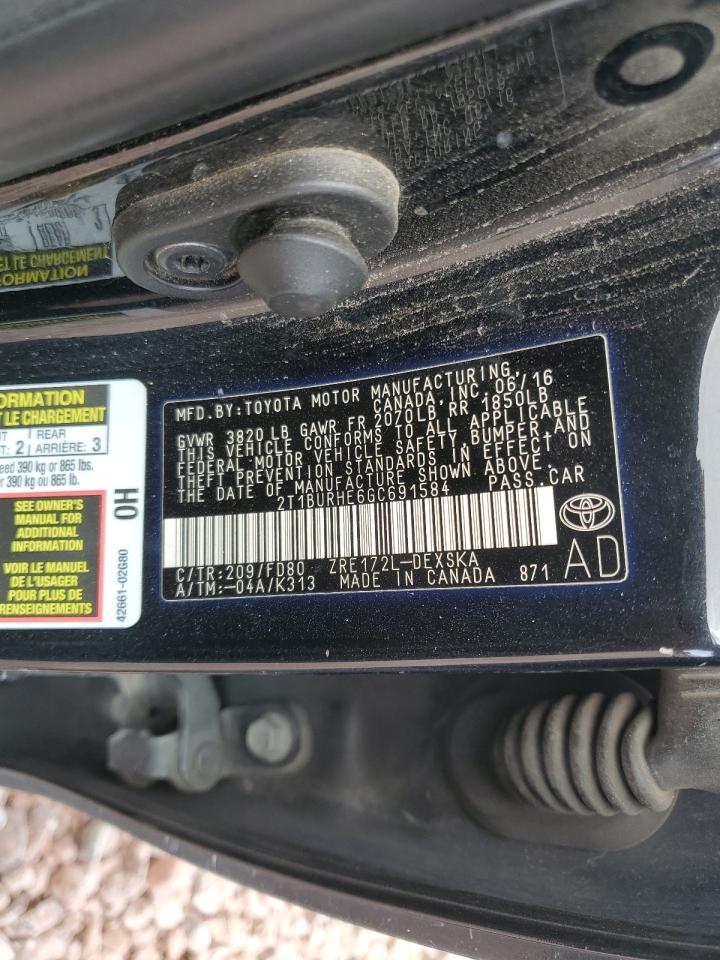 MFD. BY: TOYOTA MOTOR MANUFACTURING,
CANADA, INC. 06/16
GVWR 3820 LB GAWR FR 2070LB RR 1850LB
THIS VEHICLE CONFORMS TO ALL APPLICABLE
FEDERAL MOTOR VEHICLE SAFETY, BUMPER, AND
THEFT PREVENTION STANDARDS IN EFFECT ON
THE DATE OF MANUFACTURE SHOWN ABOVE.
2T1BURHE6GC691584 PASS. CAR
C/TR: 209/FD80 ZRE172L-DEXSKA
A/TM: -04A/K313 MADE IN CANADA 871
AD
ORMATION
T LE CHARGEMENT
2 REAR
ARRIÈRE: 3
eed 390 kg or 865 lbs.
r 390 kg ou 865 lb.
SEE OWNER'S
MANUAL FOR
ADDITIONAL
INFORMATION
VOIR LE MANUEL
DE L'USAGER
POUR PLUS DE
RENSEIGNEMENTS
0H
42661-02G80